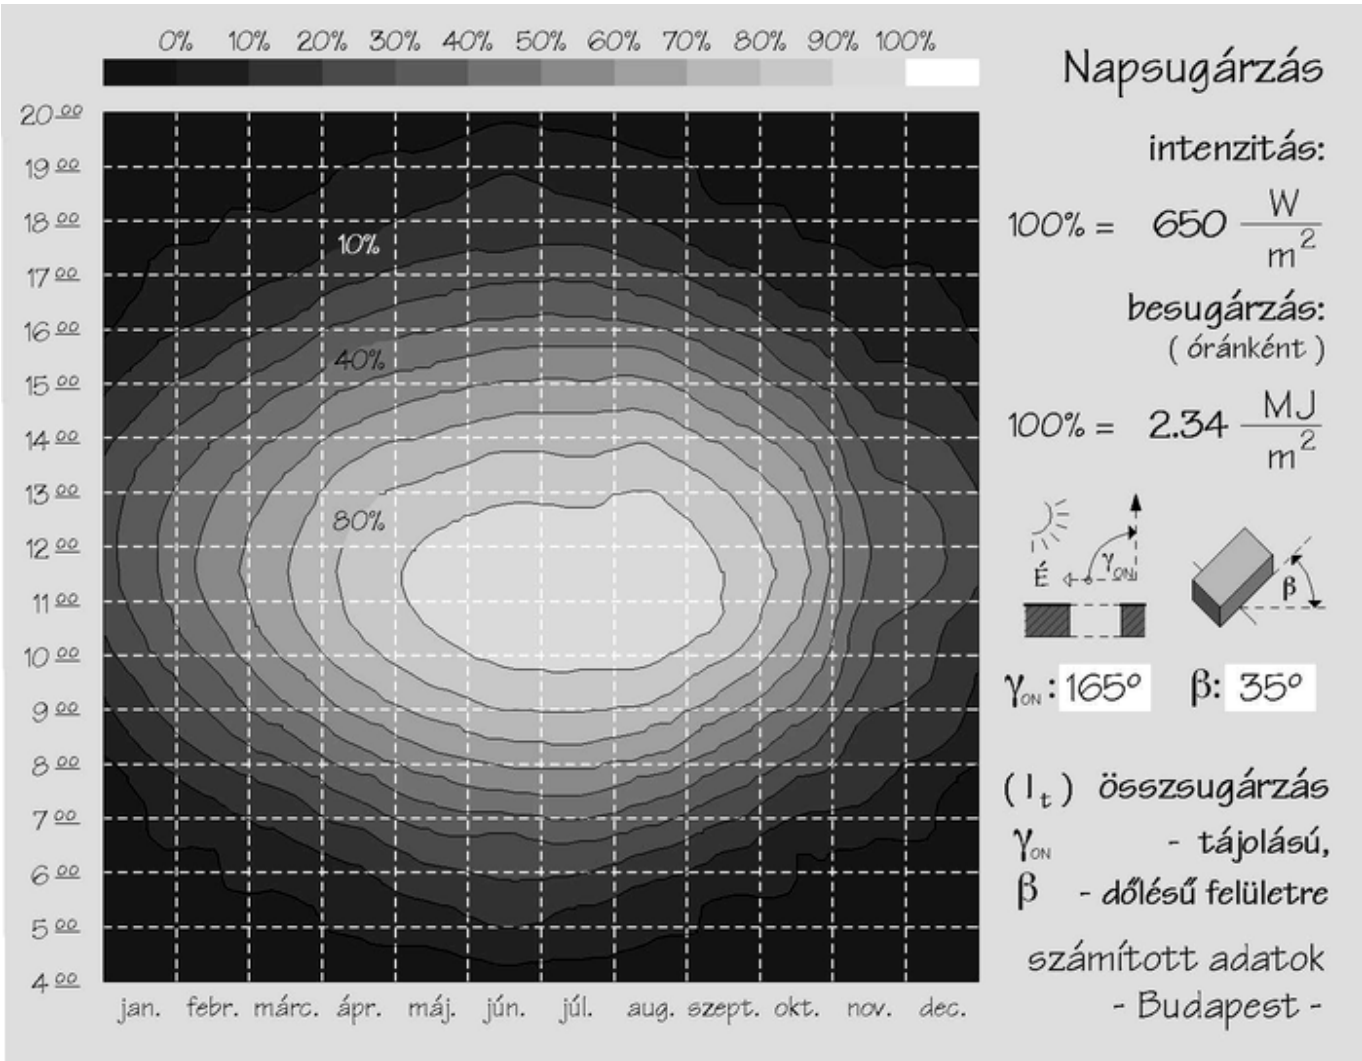 0% 10% 20% 30% 40% 50% 60% 70% 80% 90% 100%
Napsugárzás
intenzitás:
100% = 650 W/m²
besugárzás:
( óránként )
100% = 2.34 MJ/m²
É γON β
γON : 165º β: 35º
( It ) összsugárzás
γON - tájolású,
β - dőlésű felületre
számított adatok
- Budapest -
20 00
19 00
18 00
10%
17 00
16 00
40%
15 00
14 00
13 00
80%
12 00
11 00
10 00
9 00
8 00
7 00
6 00
5 00
4 00
jan. febr. márc. ápr. máj. jún. júl. aug. szept. okt. nov. dec.